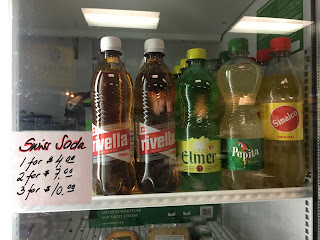 Swiss Soda
1 for $ 4.00
2 for $ 7.00
3 for $ 10.00
rivella
rivella
Elmer
Pepita
Sinalco